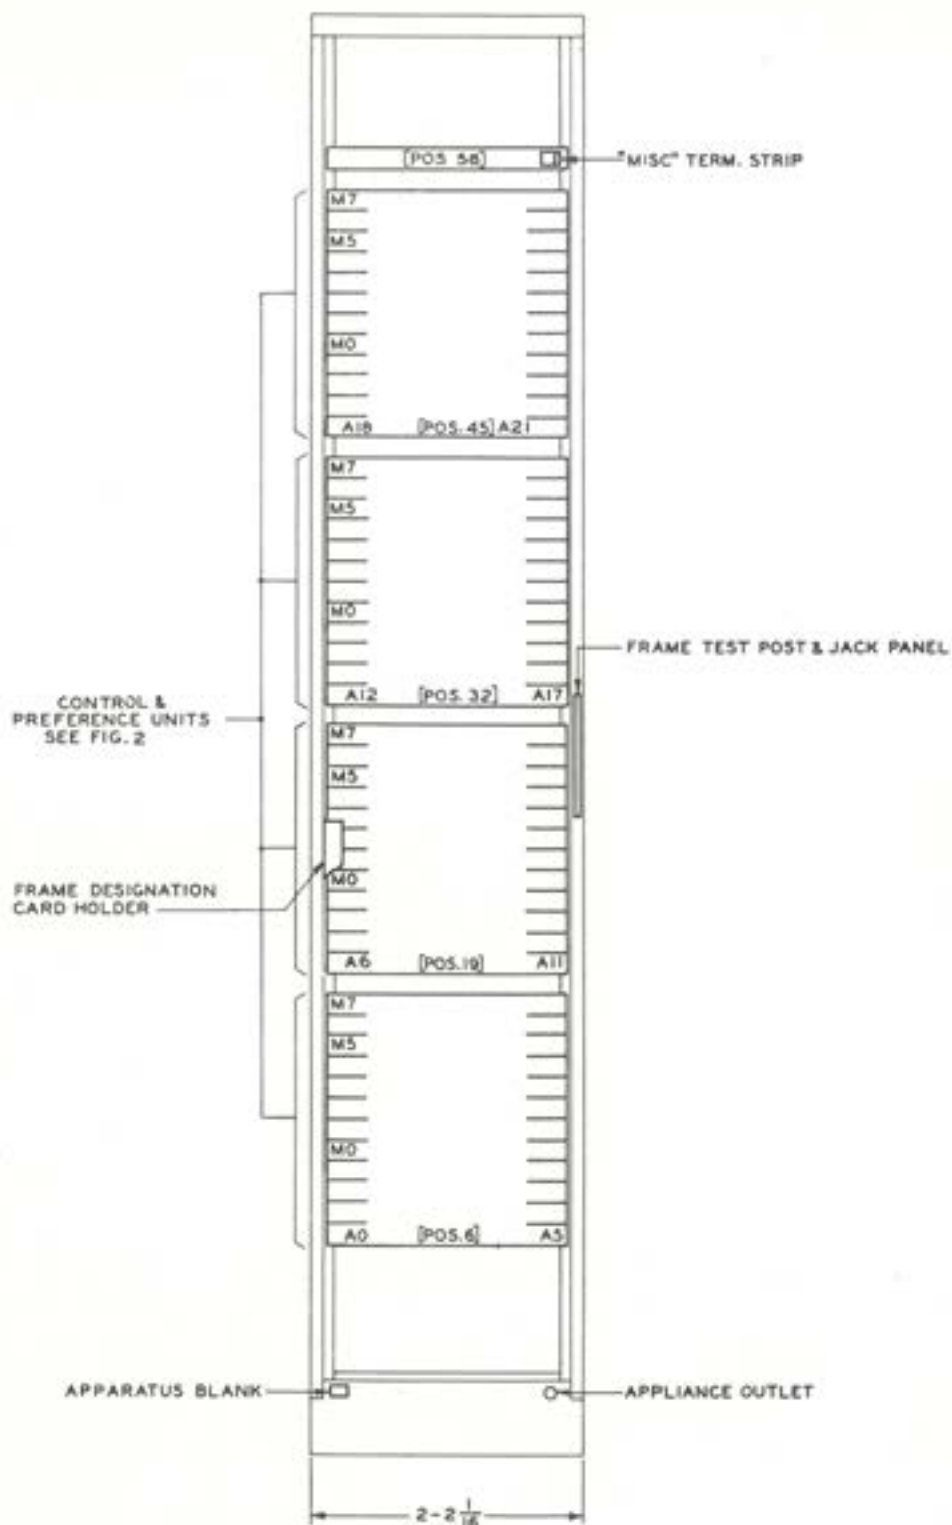 [POS 58]
"MISC" TERM. STRIP
M7
M5
M0
A18 [POS. 45] A21
M7
M5
M0
A12 [POS. 32] A17
FRAME TEST POST & JACK PANEL
CONTROL &
PREFERENCE UNITS
SEE FIG. 2
M7
M5
FRAME DESIGNATION
CARD HOLDER
M0
A6 [POS. 19] A11
M7
M5
M0
A0 [POS. 6] A5
APPARATUS BLANK
APPLIANCE OUTLET
2-2 1/16